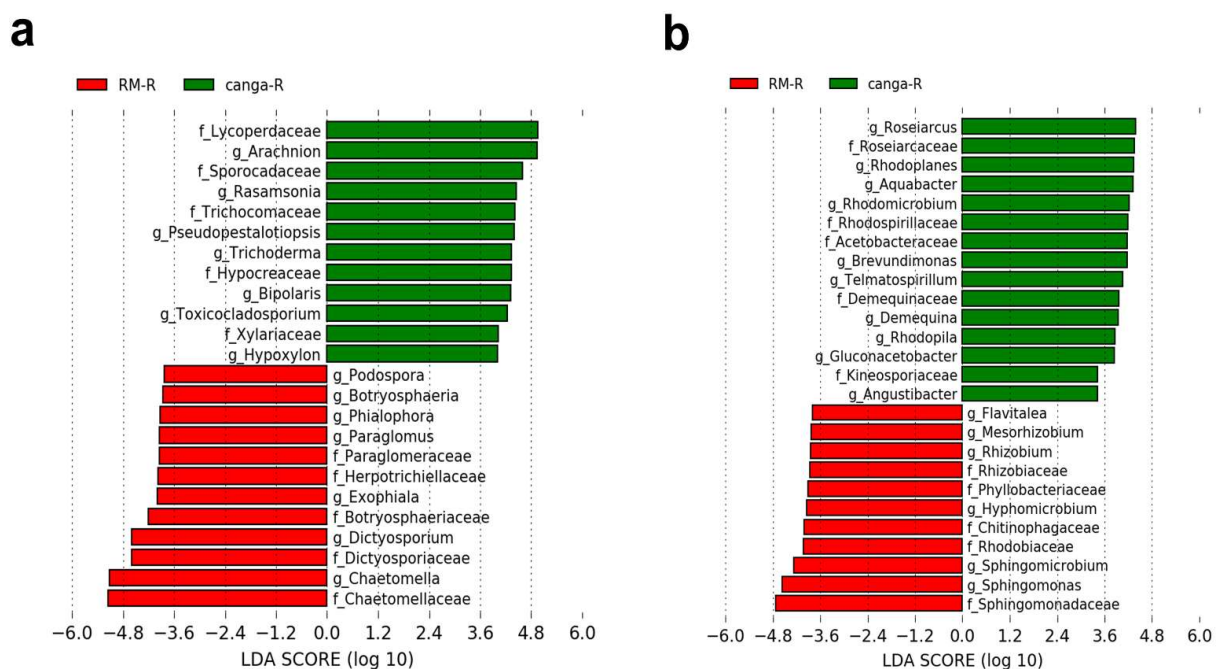 a
RM-R canga-R
f_Lycoperdaceae
g_Arachnion
f_Sporocadaceae
g_Rasamsonia
f_Trichocomaceae
g_Pseudopestalotiopsis
g_Trichoderma
f_Hypocreaceae
g_Bipolaris
g_Toxicocladosporium
f_Xylariaceae
g_Hypoxylon
g_Podospora
g_Botryosphaeria
g_Phialophora
g_Paraglomus
f_Paraglomeraceae
f_Herpotrichiellaceae
g_Exophiala
f_Botryosphaeriaceae
g_Dictyosporium
f_Dictyosporiaceae
g_Chaetomella
f_Chaetomellaceae
−6.0 −4.8 −3.6 −2.4 −1.2 0.0 1.2 2.4 3.6 4.8 6.0
LDA SCORE (log 10)
b
RM-R canga-R
g_Roseiarcus
f_Roseiarcaceae
g_Rhodoplanes
g_Aquabacter
g_Rhodomicrobium
f_Rhodospirillaceae
f_Acetobacteraceae
g_Brevundimonas
g_Telmatospirillum
f_Demequinaceae
g_Demequina
g_Rhodopila
g_Gluconacetobacter
f_Kineosporiaceae
g_Angustibacter
g_Flavitalea
g_Mesorhizobium
g_Rhizobium
f_Rhizobiaceae
f_Phyllobacteriaceae
g_Hyphomicrobium
f_Chitinophagaceae
f_Rhodobiaceae
g_Sphingomicrobium
g_Sphingomonas
f_Sphingomonadaceae
−6.0 −4.8 −3.6 −2.4 −1.2 0.0 1.2 2.4 3.6 4.8 6.0
LDA SCORE (log 10)